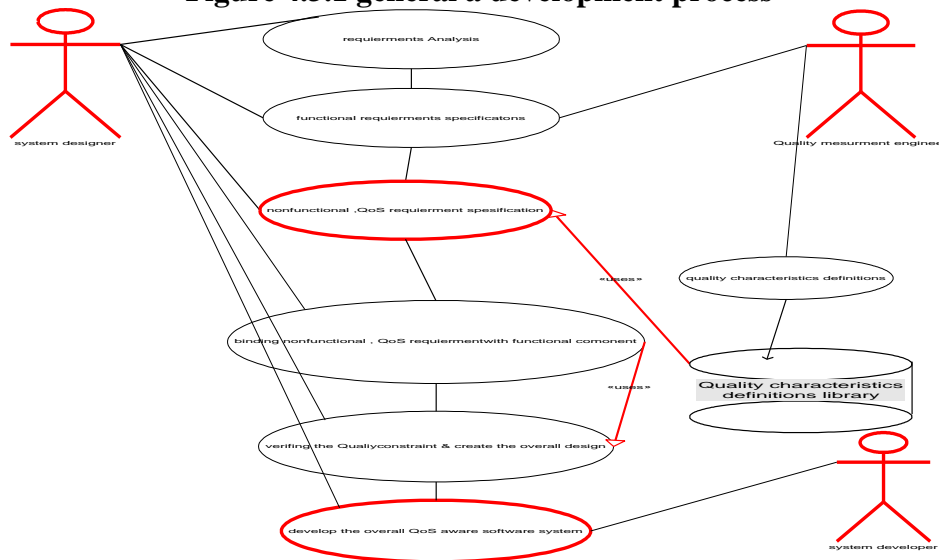 Figure 4.3.1 general a development process
requierments Analysis
functional requierments specificatons
system designer
Quality mesurment enginee
nonfunctional ,QoS requierment spesification
«uses»
quality characteristics definitions
binding nonfunctional , QoS requiermentwith functional comonent
«uses»
Quality characteristics
definitions library
verifing the Qualiyconstraint & create the overall design
develop the overall QoS aware software system
system developer